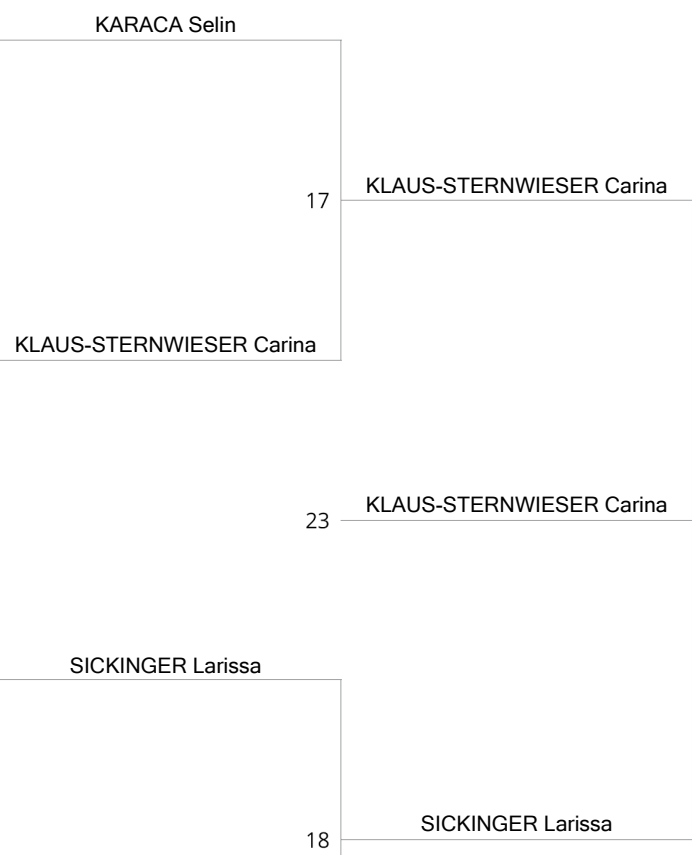 KARACA Selin
KLAUS-STERNWIESER Carina
17
KLAUS-STERNWIESER Carina
KLAUS-STERNWIESER Carina
23
SICKINGER Larissa
SICKINGER Larissa
18